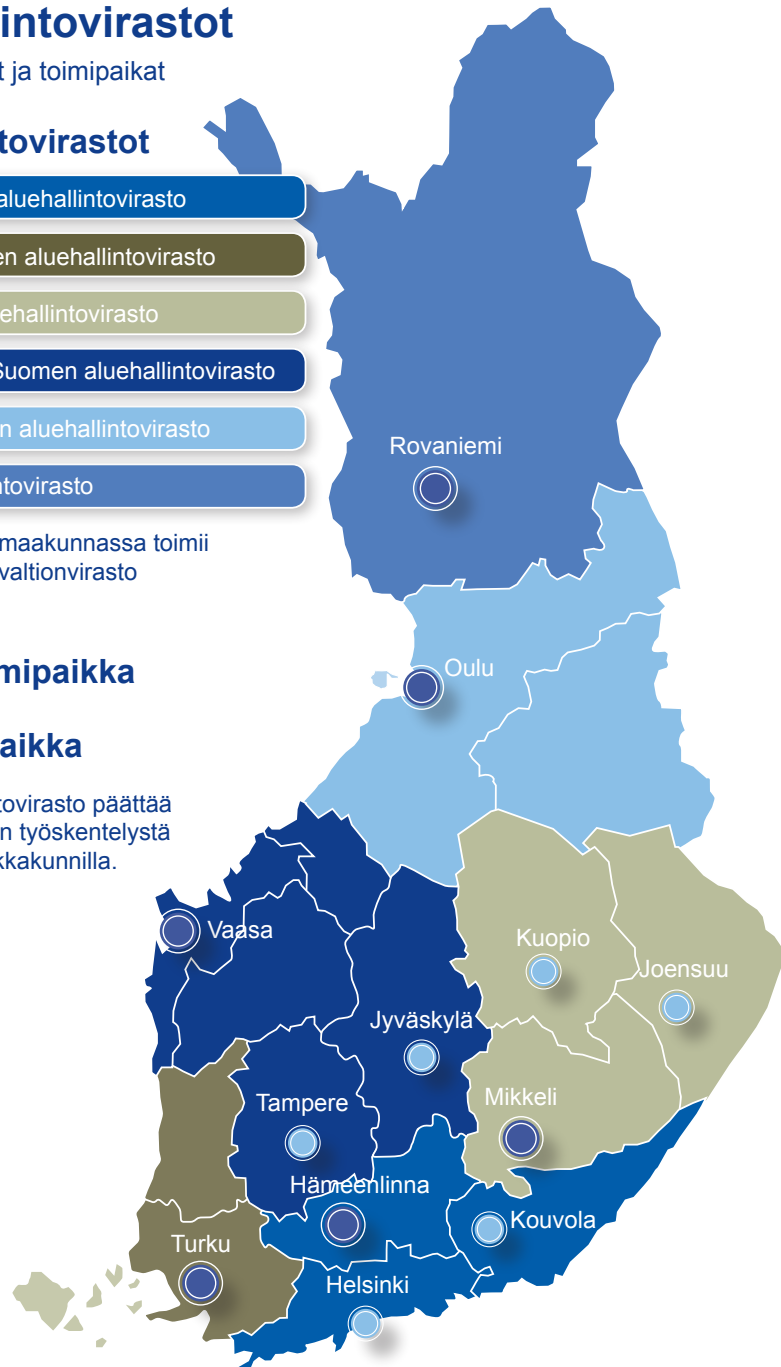 intovirastot
t ja toimipaikat
tovirastot
aluehallintovirasto
en aluehallintovirasto
ehallintovirasto
Suomen aluehallintovirasto
n aluehallintovirasto
ntovirasto
maakunnassa toimii
valtionvirasto
mipaikka
aikka
tovirasto päättää
n työskentelystä
kkakunnilla.
Rovaniemi
Oulu
Vaasa
Kuopio
Joensuu
Jyväskylä
Tampere
Mikkeli
Hämeenlinna
Kouvola
Turku
Helsinki